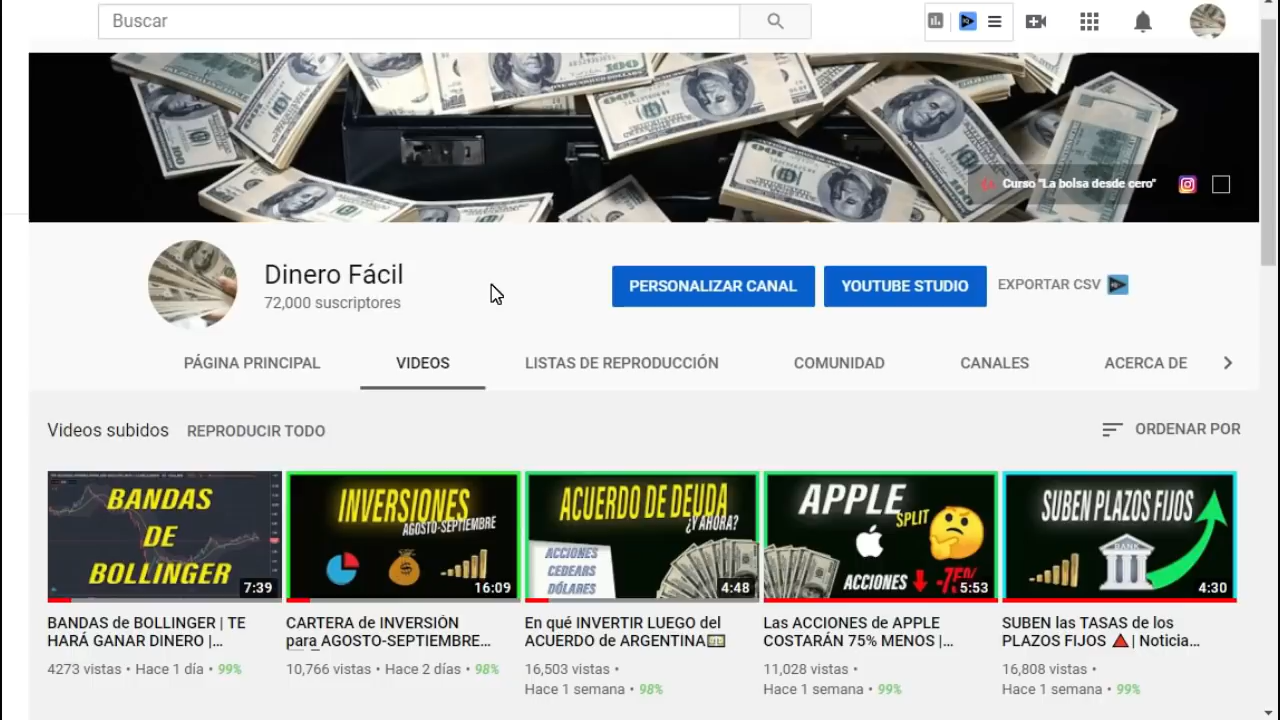 Buscar
Curso "La bolsa desde cero"
Dinero Fácil
72,000 suscriptores
PERSONALIZAR CANAL
YOUTUBE STUDIO
EXPORTAR CSV
PÁGINA PRINCIPAL
VIDEOS
LISTAS DE REPRODUCCIÓN
COMUNIDAD
CANALES
ACERCA DE
Videos subidos
REPRODUCIR TODO
ORDENAR POR
BANDAS
DE
BOLLINGER
7:39
INVERSIONES
AGOSTO-SEPTIEMBRE
16:09
ACUERDO DE DEUDA
¿Y AHORA?
ACCIONES
CEDEARS
DÓLARES
4:48
APPLE
SPLIT
ACCIONES
-75%
5:53
SUBEN PLAZOS FIJOS
BANK
4:30
BANDAS de BOLLINGER | TE
HARÁ GANAR DINERO |...
4273 vistas • Hace 1 día • 99%
CARTERA de INVERSIÓN
para AGOSTO-SEPTIEMBRE...
10,766 vistas • Hace 2 días • 98%
En qué INVERTIR LUEGO del
ACUERDO de ARGENTINA
16,503 vistas •
Hace 1 semana • 98%
Las ACCIONES de APPLE
COSTARÁN 75% MENOS |...
11,028 vistas •
Hace 1 semana • 99%
SUBEN las TASAS de los
PLAZOS FIJOS 🔺 | Noticia...
16,808 vistas •
Hace 1 semana • 99%